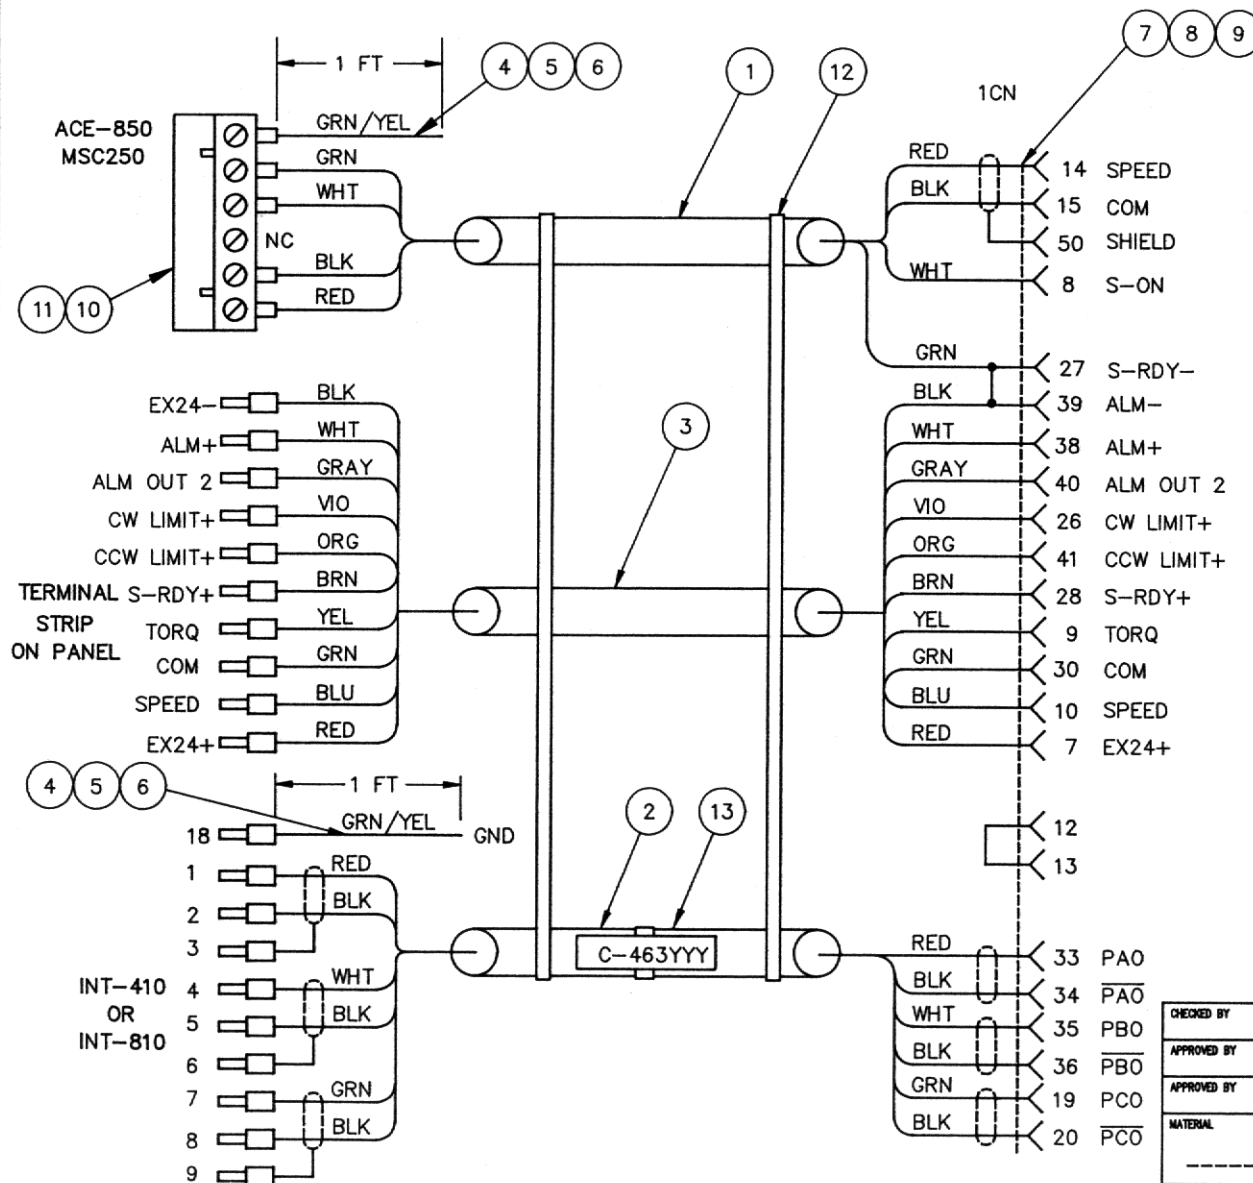 1 FT
4 5 6
1
12
7 8 9
1CN
ACE-850
MSC250
GRN/YEL
GRN
WHT
NC
BLK
RED
11 10
RED 14 SPEED
BLK 15 COM
50 SHIELD
WHT 8 S-ON
GRN 27 S-RDY-
BLK 39 ALM-
WHT 38 ALM+
GRAY 40 ALM OUT 2
VIO 26 CW LIMIT+
ORG 41 CCW LIMIT+
BRN 28 S-RDY+
YEL 9 TORQ
GRN 30 COM
BLU 10 SPEED
RED 7 EX24+
12
13
3
EX24- BLK
ALM+ WHT
ALM OUT 2 GRAY
CW LIMIT+ VIO
CCW LIMIT+ ORG
S-RDY+ BRN
TORQ YEL
COM GRN
SPEED BLU
EX24+ RED
TERMINAL
STRIP
ON PANEL
4 5 6
1 FT
18 GRN/YEL GND
1 RED
2 BLK
3
4 WHT
5 BLK
6
7 GRN
8 BLK
9
INT-410
OR
INT-810
2
13
C-463YYY
RED 33 PAO
BLK 34 P̅A̅O̅
WHT 35 PBO
BLK 36 P̅B̅O̅
GRN 19 PCO
BLK 20 P̅C̅O̅
CHECKED BY
APPROVED BY
APPROVED BY
MATERIAL